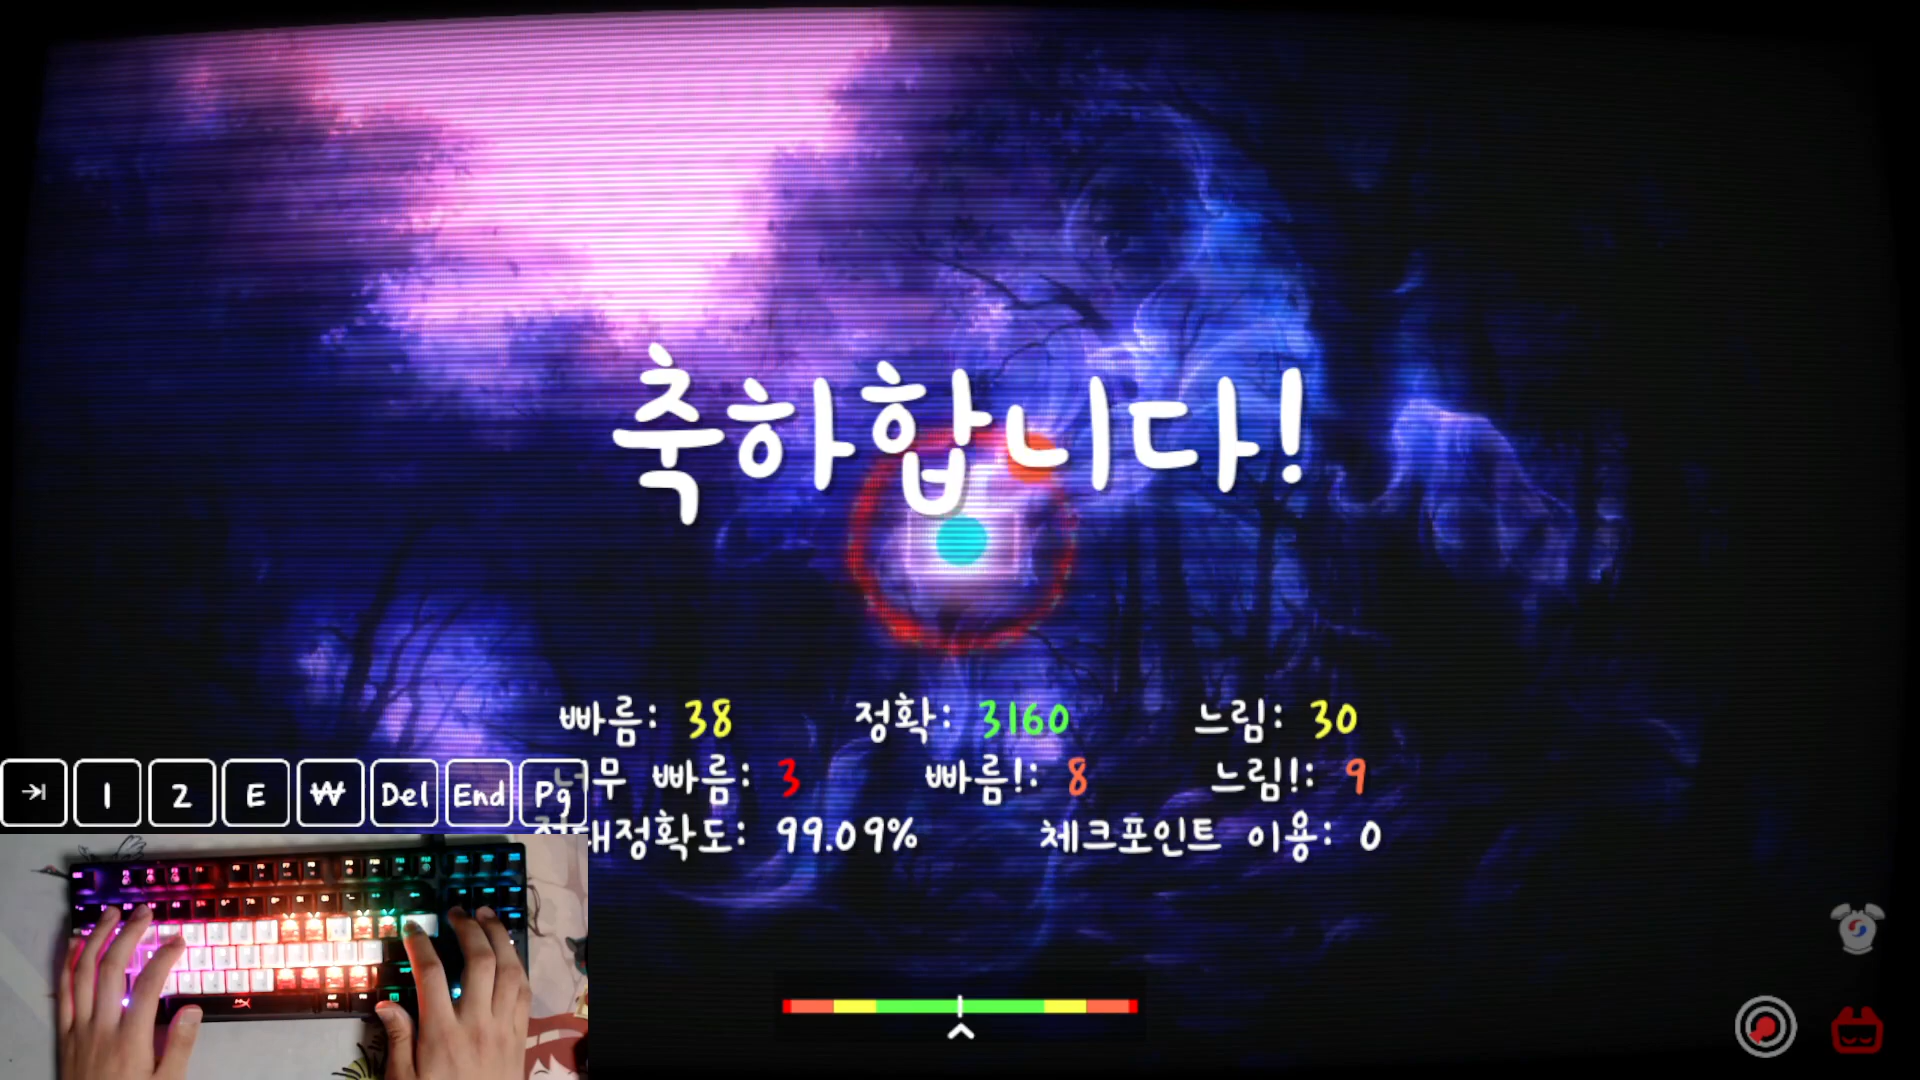 축하합니다!
빠름: 38 정확: 3160 느림: 30
너무 빠름: 3 빠름!: 8 느림!: 9
절대정확도: 99.09% 체크포인트 이용: 0
→| 1 2 E ₩ Del End Pg